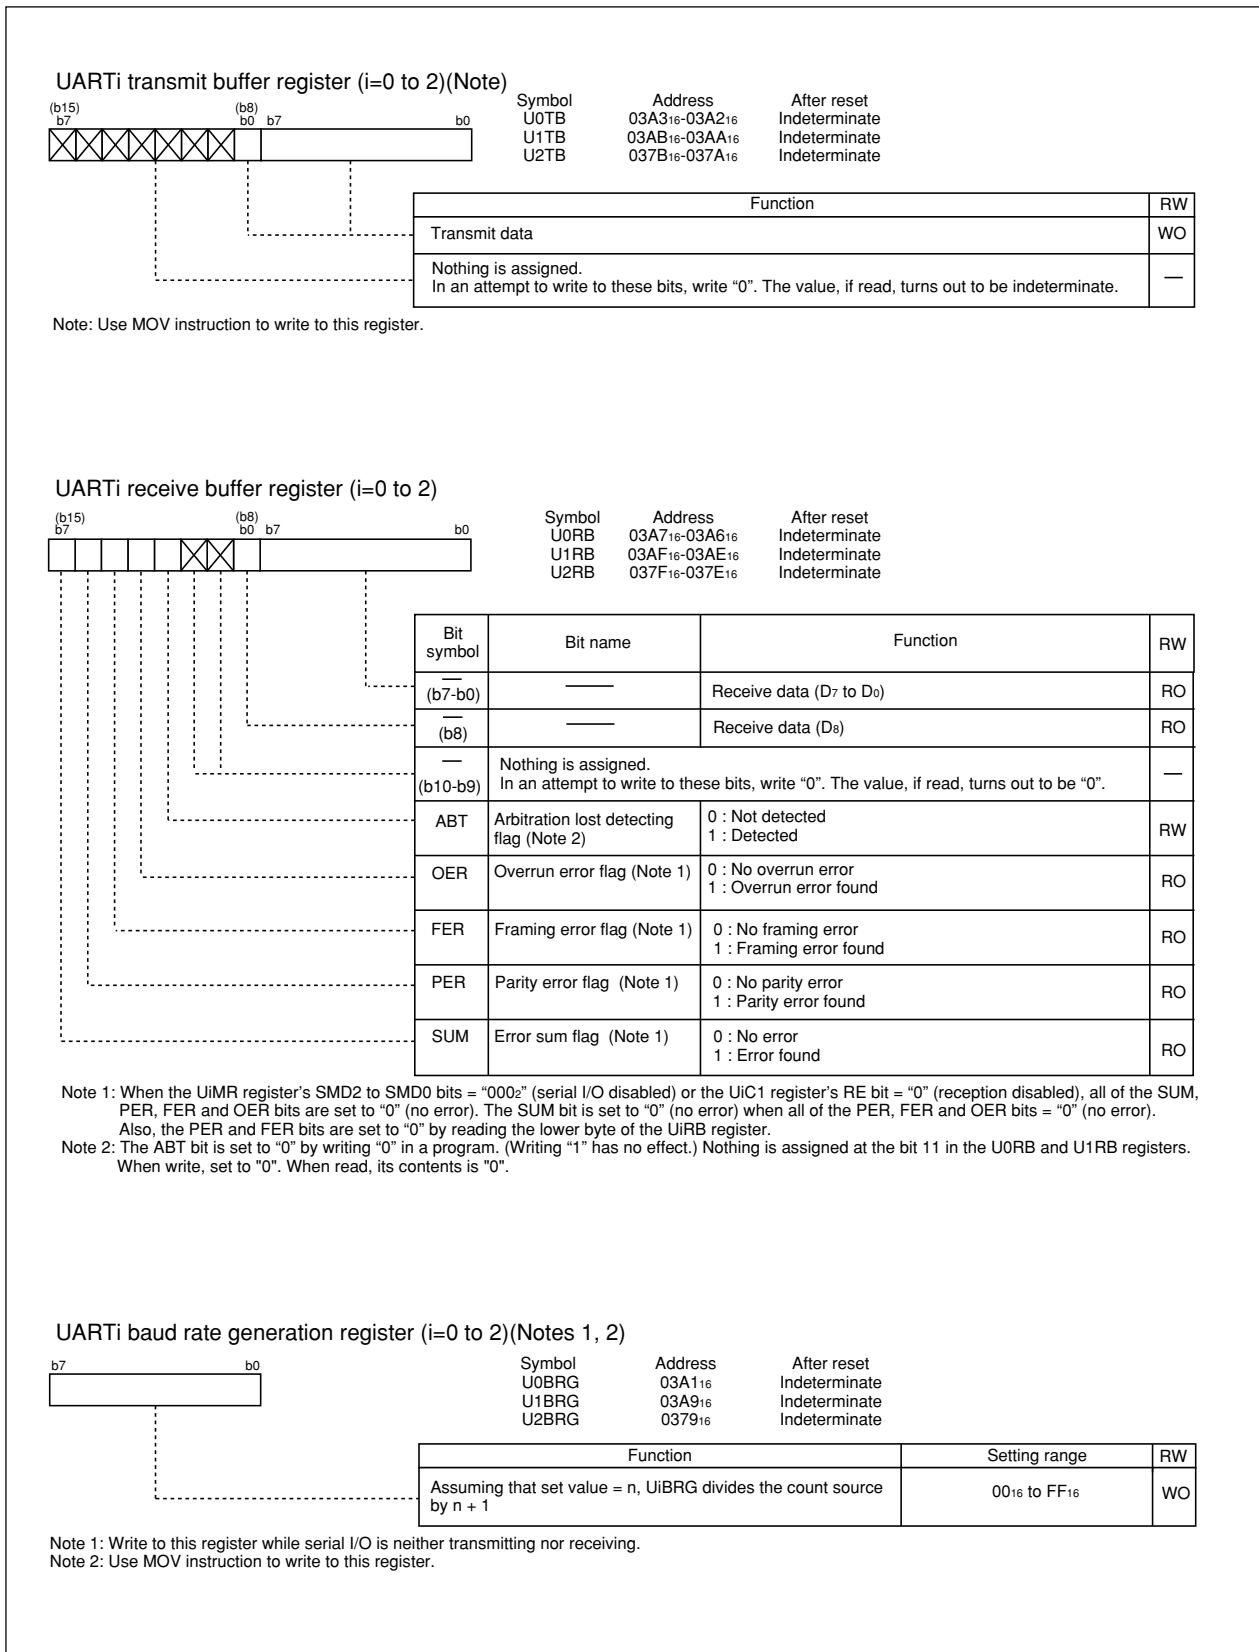 UARTi transmit buffer register (i=0 to 2)(Note)
(b15) (b8)
b7 b0 b7 b0
Symbol Address After reset
U0TB 03A3₁₆-03A2₁₆ Indeterminate
U1TB 03AB₁₆-03AA₁₆ Indeterminate
U2TB 037B₁₆-037A₁₆ Indeterminate
Function RW
Transmit data WO
Nothing is assigned.
In an attempt to write to these bits, write “0”. The value, if read, turns out to be indeterminate. —
Note: Use MOV instruction to write to this register.
UARTi receive buffer register (i=0 to 2)
(b15) (b8)
b7 b0 b7 b0
Symbol Address After reset
U0RB 03A7₁₆-03A6₁₆ Indeterminate
U1RB 03AF₁₆-03AE₁₆ Indeterminate
U2RB 037F₁₆-037E₁₆ Indeterminate
Bit symbol Bit name Function RW
— (b7-b0) — Receive data (D₇ to D₀) RO
— (b8) — Receive data (D₈) RO
— (b10-b9) Nothing is assigned.
In an attempt to write to these bits, write “0”. The value, if read, turns out to be “0”. —
ABT Arbitration lost detecting flag (Note 2) 0 : Not detected
1 : Detected RW
OER Overrun error flag (Note 1) 0 : No overrun error
1 : Overrun error found RO
FER Framing error flag (Note 1) 0 : No framing error
1 : Framing error found RO
PER Parity error flag (Note 1) 0 : No parity error
1 : Parity error found RO
SUM Error sum flag (Note 1) 0 : No error
1 : Error found RO
Note 1: When the UiMR register’s SMD2 to SMD0 bits = “000₂” (serial I/O disabled) or the UiC1 register’s RE bit = “0” (reception disabled), all of the SUM,
PER, FER and OER bits are set to “0” (no error). The SUM bit is set to “0” (no error) when all of the PER, FER and OER bits = “0” (no error).
Also, the PER and FER bits are set to “0” by reading the lower byte of the UiRB register.
Note 2: The ABT bit is set to “0” by writing “0” in a program. (Writing “1” has no effect.) Nothing is assigned at the bit 11 in the U0RB and U1RB registers.
When write, set to "0". When read, its contents is "0".
UARTi baud rate generation register (i=0 to 2)(Notes 1, 2)
b7 b0
Symbol Address After reset
U0BRG 03A1₁₆ Indeterminate
U1BRG 03A9₁₆ Indeterminate
U2BRG 0379₁₆ Indeterminate
Function Setting range RW
Assuming that set value = n, UiBRG divides the count source
by n + 1 00₁₆ to FF₁₆ WO
Note 1: Write to this register while serial I/O is neither transmitting nor receiving.
Note 2: Use MOV instruction to write to this register.